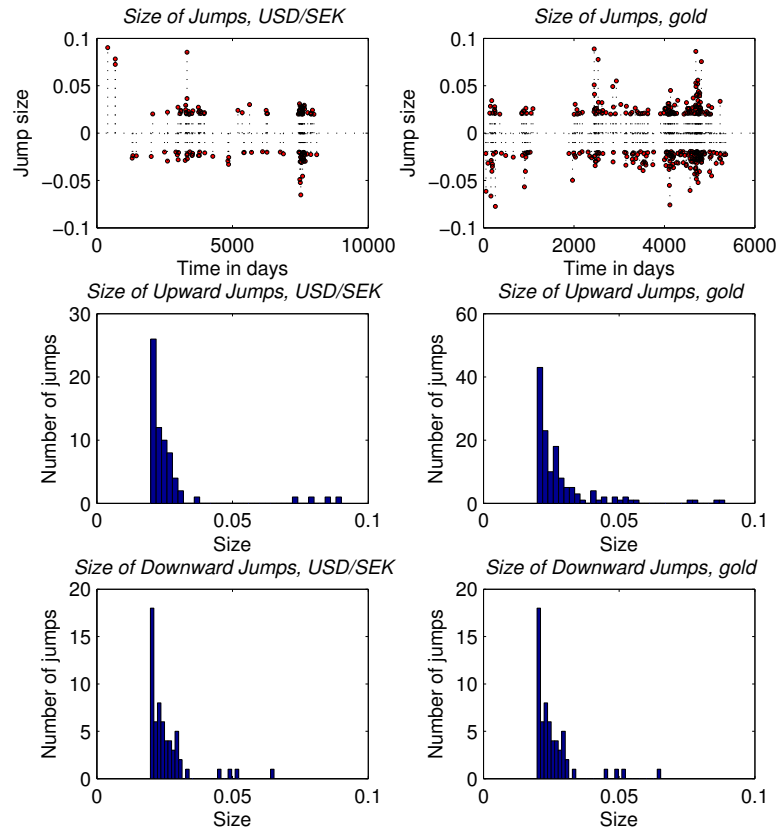 Size of Jumps, USD/SEK
0.1
0.05
0
−0.05
−0.1
Jump size
0
5000
10000
Time in days
Size of Jumps, gold
0.1
0.05
0
−0.05
−0.1
Jump size
0
2000
4000
6000
Time in days
Size of Upward Jumps, USD/SEK
30
20
10
0
Number of jumps
0
0.05
0.1
Size
Size of Upward Jumps, gold
60
40
20
0
Number of jumps
0
0.05
0.1
Size
Size of Downward Jumps, USD/SEK
20
15
10
5
0
Number of jumps
0
0.05
0.1
Size
Size of Downward Jumps, gold
20
15
10
5
0
Number of jumps
0
0.05
0.1
Size